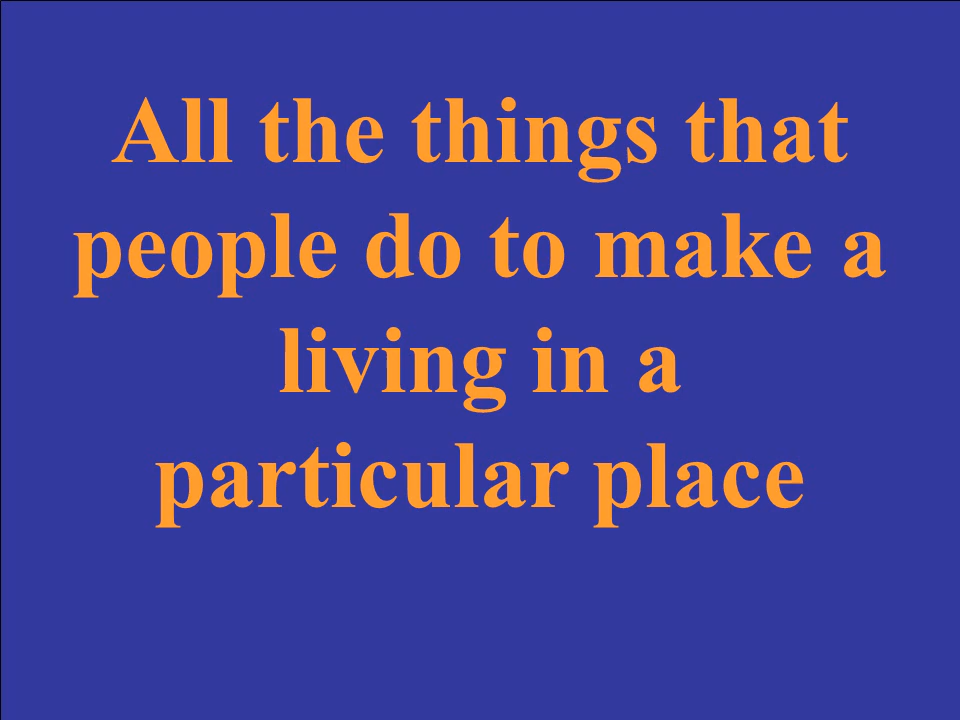 All the things that
people do to make a
living in a
particular place